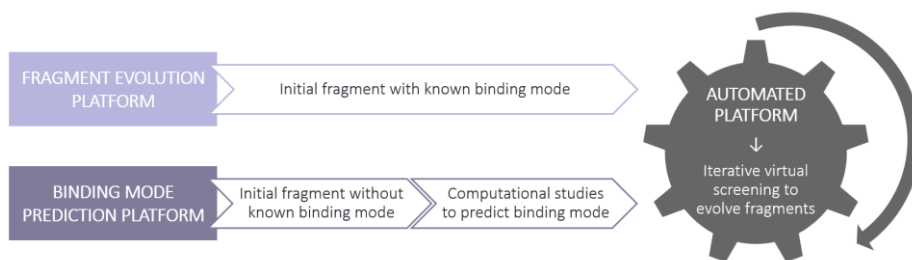 FRAGMENT EVOLUTION
PLATFORM
Initial fragment with known binding mode
BINDING MODE
PREDICTION PLATFORM
Initial fragment without
known binding mode
Computational studies
to predict binding mode
AUTOMATED
PLATFORM
↓
Iterative virtual
screening to
evolve fragments